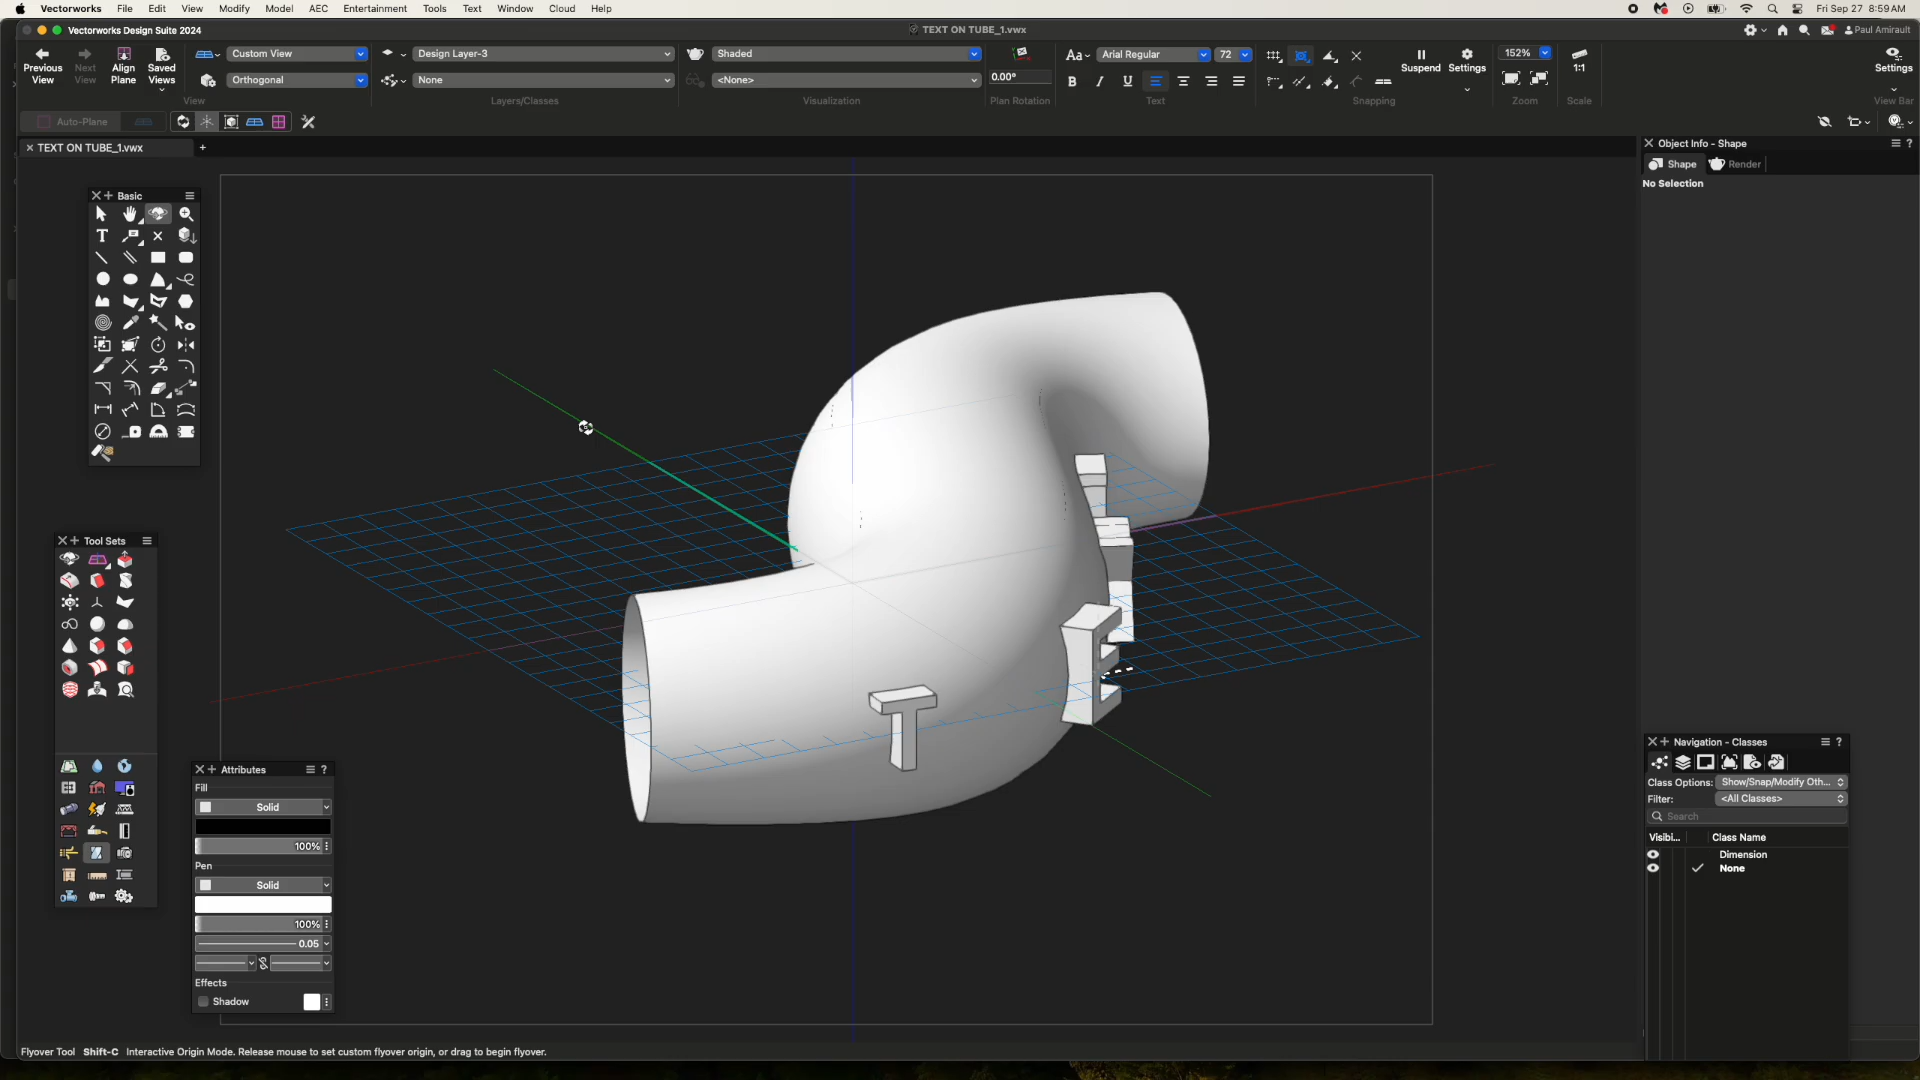 Vectorworks File Edit View Modify Model AEC Entertainment Tools Text Window Cloud Help
Fri Sep 27 8:59 AM
Vectorworks Design Suite 2024
TEXT ON TUBE_1.vwx
Paul Amirault
Previous View
Next View
Align Plane
Saved Views
Custom View
Orthogonal
View
Design Layer-3
None
Layers/Classes
Shaded
<None>
Visualization
0.00°
Plan Rotation
Aa
Arial Regular
72
B I U
Text
Suspend
Settings
Snapping
152%
Zoom
1:1
Scale
Settings
View Bar
Auto-Plane
TEXT ON TUBE_1.vwx
Object Info - Shape
Shape
Render
No Selection
Basic
T
Tool Sets
Attributes
Fill
Solid
100%
Pen
Solid
100%
0.05
Effects
Shadow
T
E
Navigation - Classes
Class Options: Show/Snap/Modify Oth...
Filter: <All Classes>
Search
Visibi... Class Name
Dimension
None
Flyover Tool Shift-C Interactive Origin Mode. Release mouse to set custom flyover origin, or drag to begin flyover.